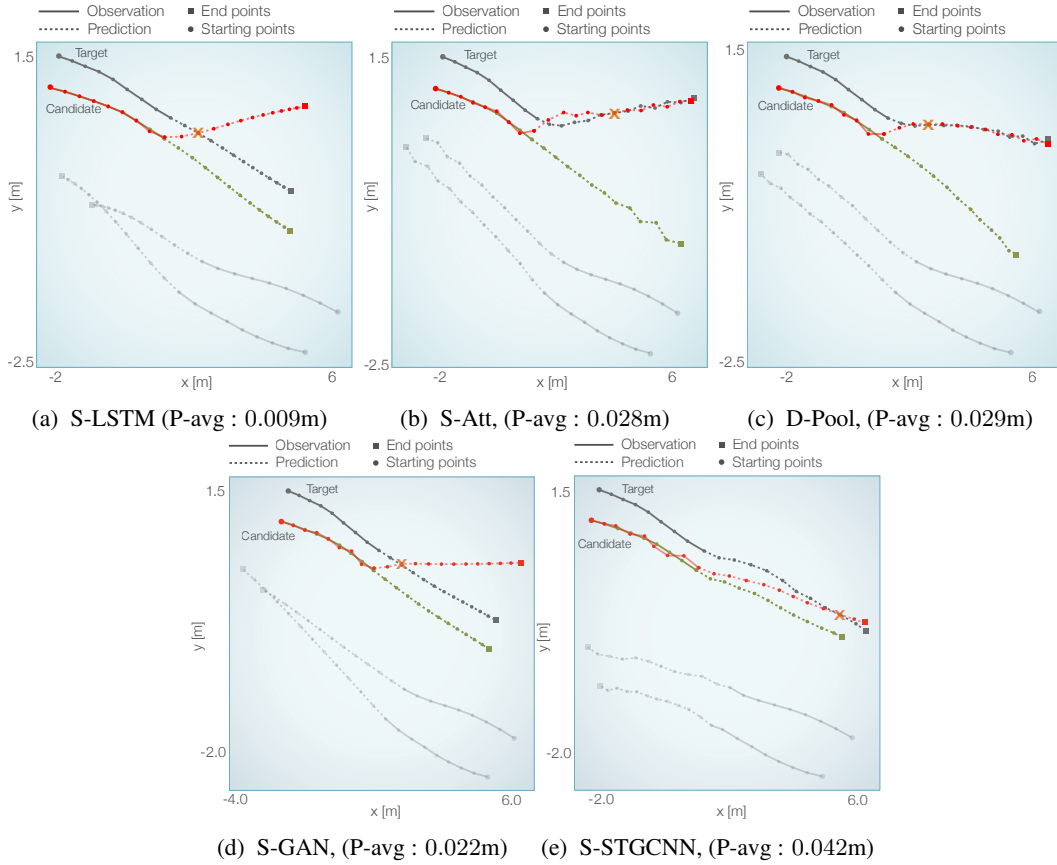 Observation End points Observation End points Observation End points
Prediction Starting points Prediction Starting points Prediction Starting points
1.5 Target 1.5 Target 1.5 Target
Candidate Candidate Candidate
y [m] y [m] y [m]
-2.5 -2.5 -2.5
-2 x [m] 6 -2 x [m] 6 -2 x [m] 6
(a) S-LSTM (P-avg : 0.009m) (b) S-Att, (P-avg : 0.028m) (c) D-Pool, (P-avg : 0.029m)
Observation End points Observation End points
Prediction Starting points Prediction Starting points
1.5 Target 1.5 Target
Candidate Candidate
y [m] y [m]
-2.0 -2.0
-4.0 x [m] 6.0 -2.0 x [m] 6.0
(d) S-GAN, (P-avg : 0.022m) (e) S-STGCNN, (P-avg : 0.042m)